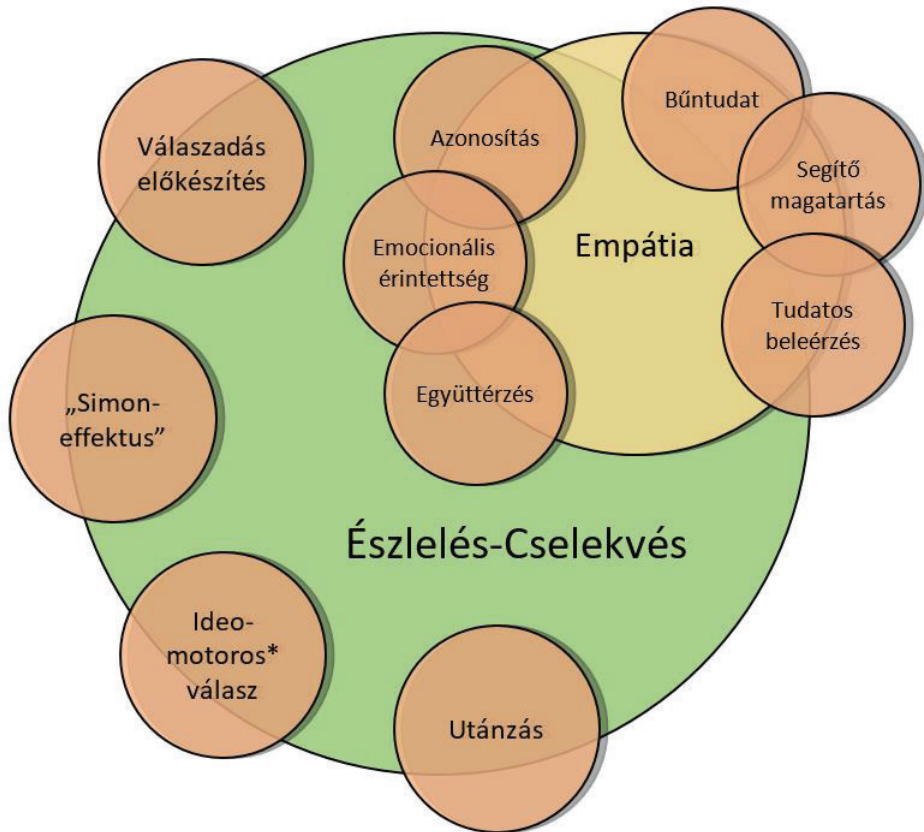 Bűntudat
Azonosítás
Válaszadás
előkészítés
Segítő
magatartás
Emocionális
érintettség
Empátia
Tudatos
beleérzés
Együttérzés
„Simon-
effektus”
Észlelés-Cselekvés
Ideo-
motoros*
válasz
Utánzás